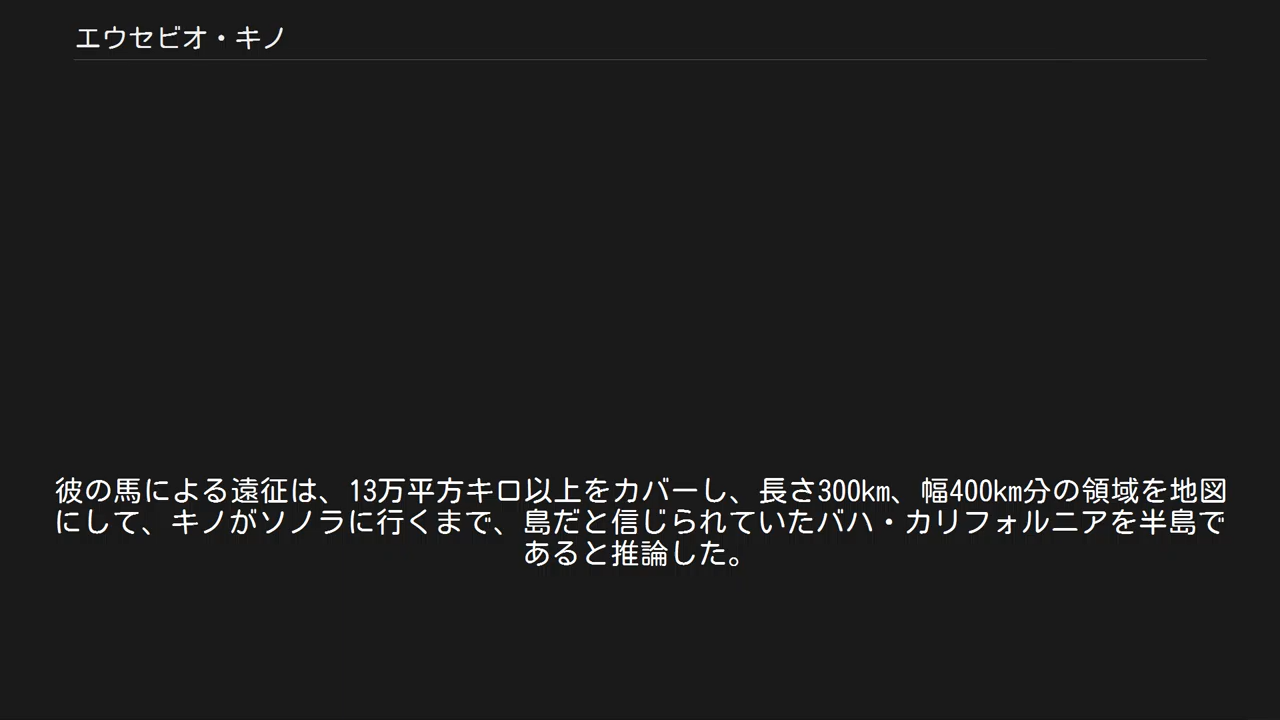 エウセビオ・キノ
彼の馬による遠征は、13万平方キロ以上をカバーし、長さ300km、幅400km分の領域を地図
にして、キノがソノラに行くまで、島だと信じられていたバハ・カリフォルニアを半島で
あると推論した。